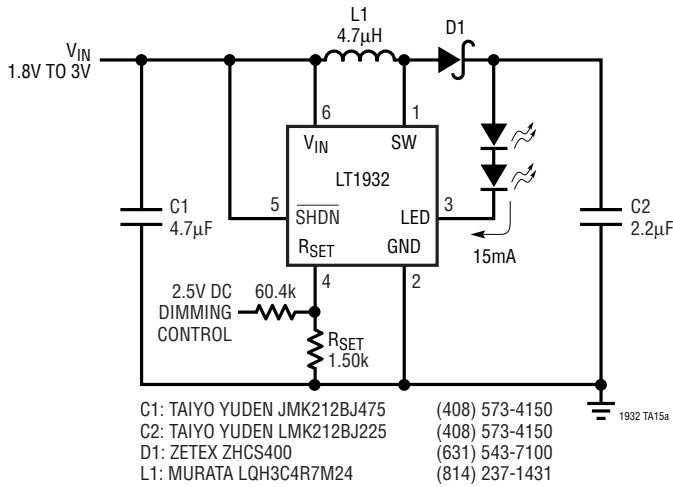 L1
4.7µH
D1
VIN
1.8V TO 3V
6
1
VIN
SW
LT1932
C1
4.7µF
5
SHDN
LED
3
C2
2.2µF
RSET
GND
15mA
4
2
2.5V DC
DIMMING
CONTROL
60.4k
RSET
1.50k
1932 TA15a
C1: TAIYO YUDEN JMK212BJ475 (408) 573-4150
C2: TAIYO YUDEN LMK212BJ225 (408) 573-4150
D1: ZETEX ZHCS400 (631) 543-7100
L1: MURATA LQH3C4R7M24 (814) 237-1431